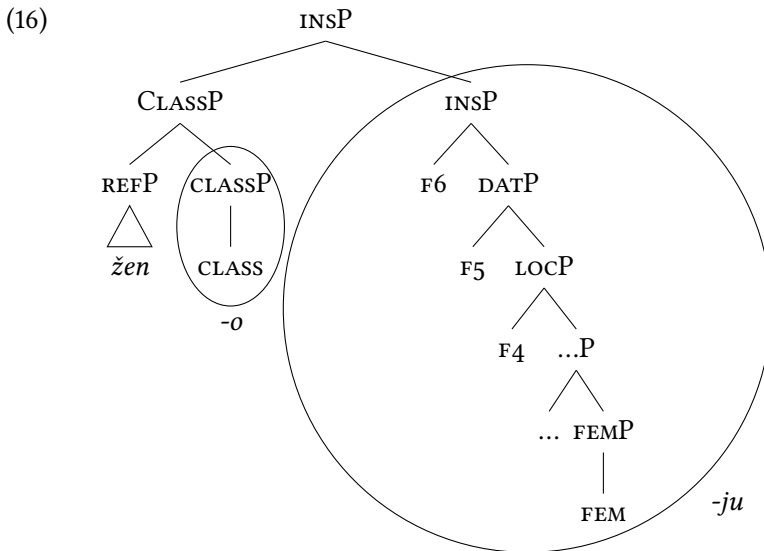 (16)
INSP
CLASSP INSP
REFP CLASSP F6 DATP
žen CLASS F5 LOCP
-o
F4 ...P
... FEMP
FEM -ju